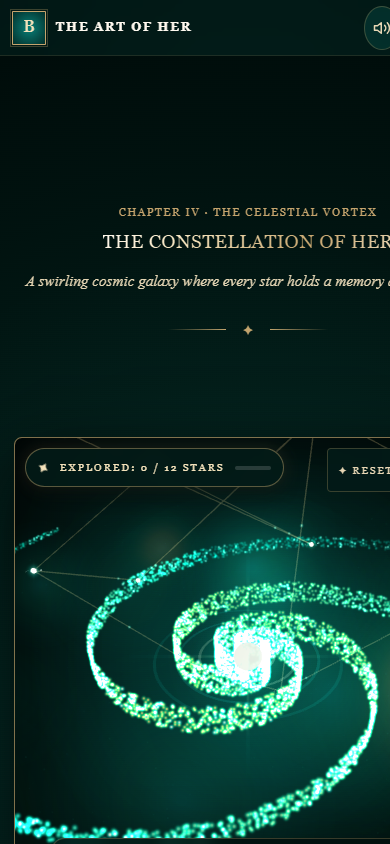 B THE ART OF HER
CHAPTER IV · THE CELESTIAL VORTEX
THE CONSTELLATION OF HER
A swirling cosmic galaxy where every star holds a memory
EXPLORED: 0 / 12 STARS
✦ RESET